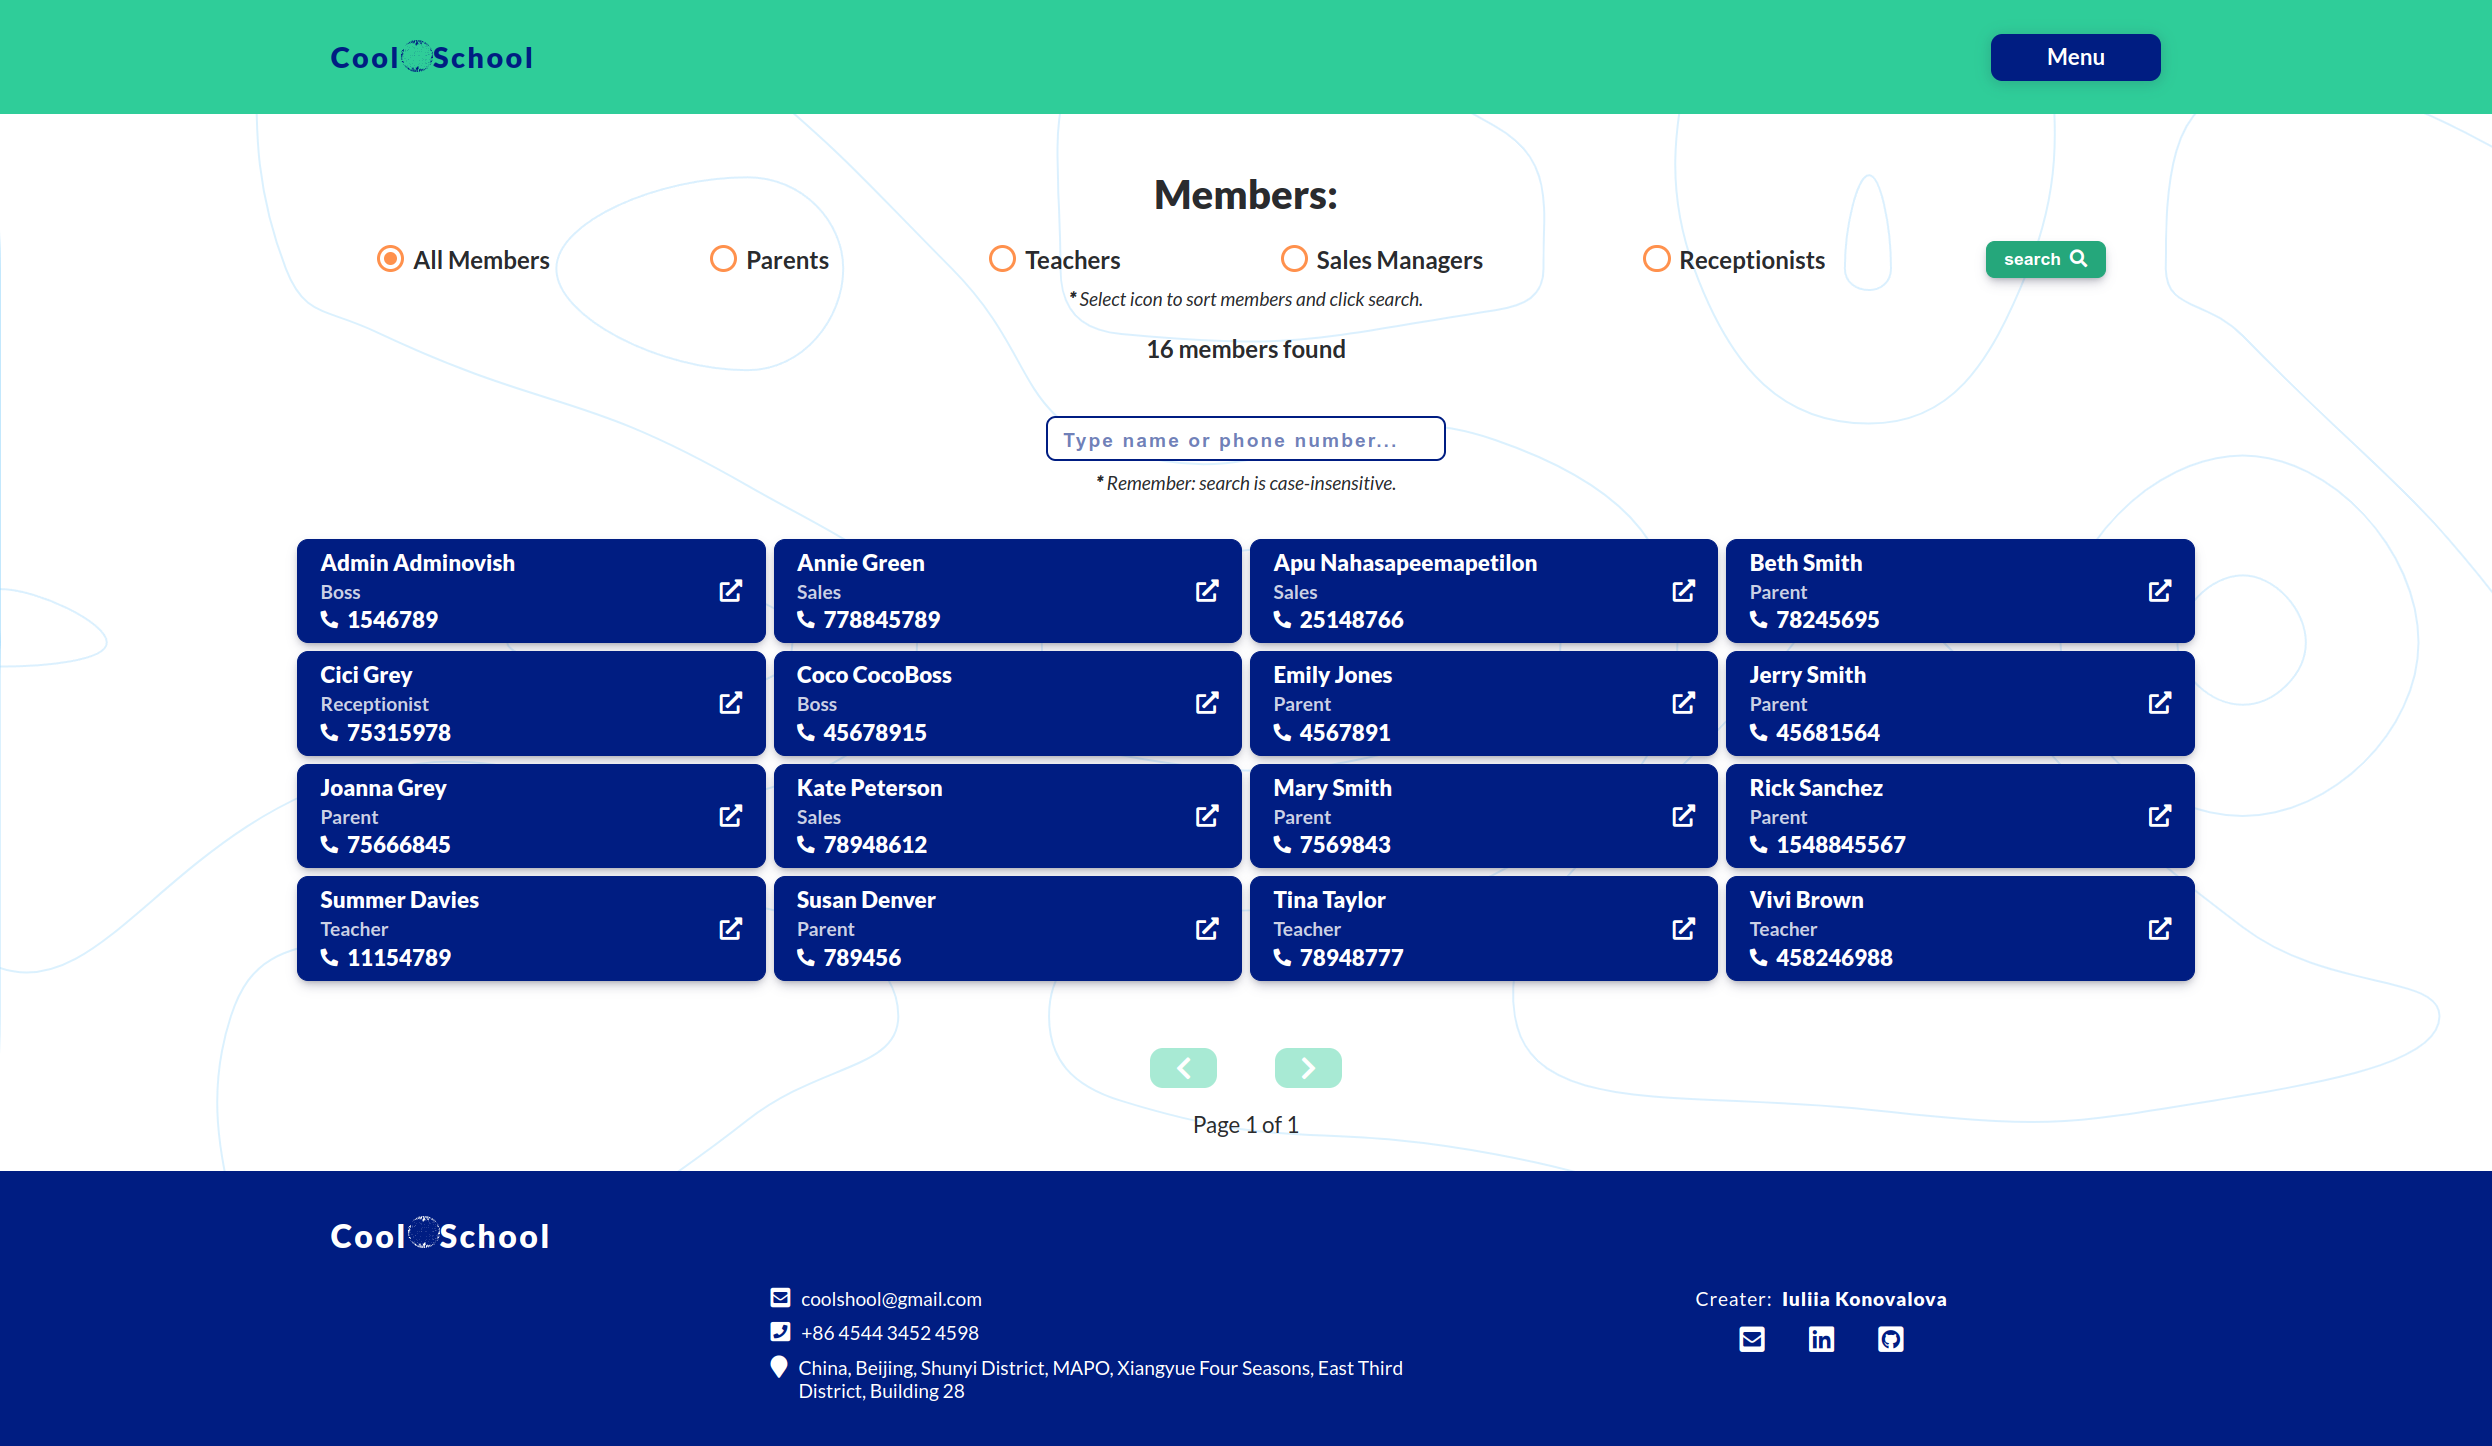 Cool School
Menu
Members:
All Members
Parents
Teachers
Sales Managers
Receptionists
search
* Select icon to sort members and click search.
16 members found
Type name or phone number...
* Remember: search is case-insensitive.
Admin Adminovish
Boss
1546789
Annie Green
Sales
778845789
Apu Nahasapeemapetilon
Sales
25148766
Beth Smith
Parent
78245695
Cici Grey
Receptionist
75315978
Coco CocoBoss
Boss
45678915
Emily Jones
Parent
4567891
Jerry Smith
Parent
45681564
Joanna Grey
Parent
75666845
Kate Peterson
Sales
78948612
Mary Smith
Parent
7569843
Rick Sanchez
Parent
1548845567
Summer Davies
Teacher
11154789
Susan Denver
Parent
789456
Tina Taylor
Teacher
78948777
Vivi Brown
Teacher
458246988
Page 1 of 1
Cool School
coolshool@gmail.com
+86 4544 3452 4598
China, Beijing, Shunyi District, MAPO, Xiangyue Four Seasons, East Third
District, Building 28
Creater: Iuliia Konovalova